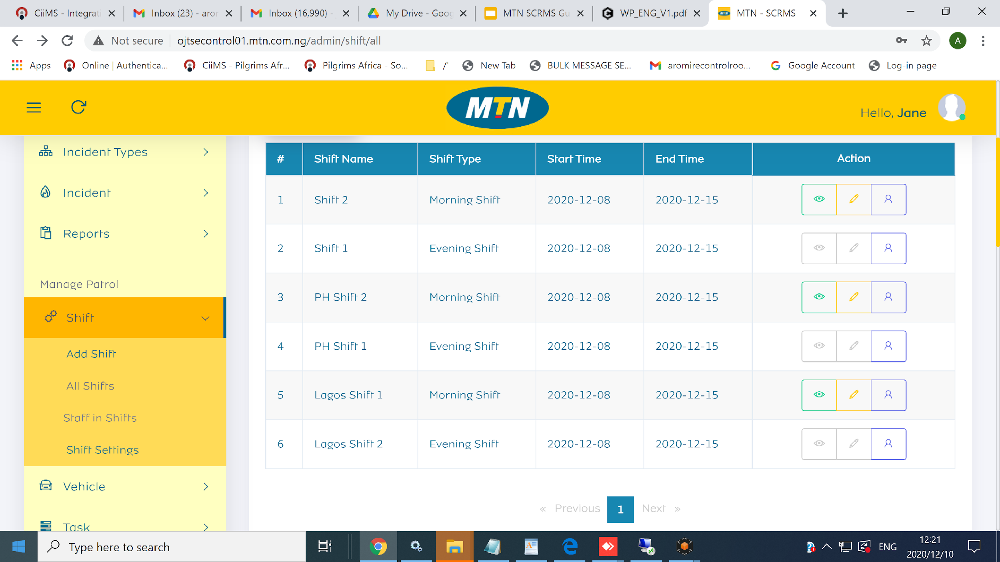 CiiMS - Integrati
Inbox (23) - aror
Inbox (16,990) -
My Drive - Goog
MTN SCRMS Gu
WP_ENG_V1.pdf
MTN - SCRMS
Not secure
ojtsecontrol01.mtn.com.ng/admin/shift/all
A
Apps
Online | Authentica...
CiiMS - Pilgrims Afr...
Pilgrims Africa - So...
/'
New Tab
BULK MESSAGE SE...
aromirecontrolroo...
Google Account
Log-in page
MTN
Hello, Jane
Incident Types
Incident
Reports
Manage Patrol
Shift
Add Shift
All Shifts
Staff in Shifts
Shift Settings
Vehicle
Task
# Shift Name Shift Type Start Time End Time Action
1 Shift 2 Morning Shift 2020-12-08 2020-12-15
2 Shift 1 Evening Shift 2020-12-08 2020-12-15
3 PH Shift 2 Morning Shift 2020-12-08 2020-12-15
4 PH Shift 1 Evening Shift 2020-12-08 2020-12-15
5 Lagos Shift 1 Morning Shift 2020-12-08 2020-12-15
6 Lagos Shift 2 Evening Shift 2020-12-08 2020-12-15
« Previous 1 Next »
Type here to search
ENG
12:21
2020/12/10